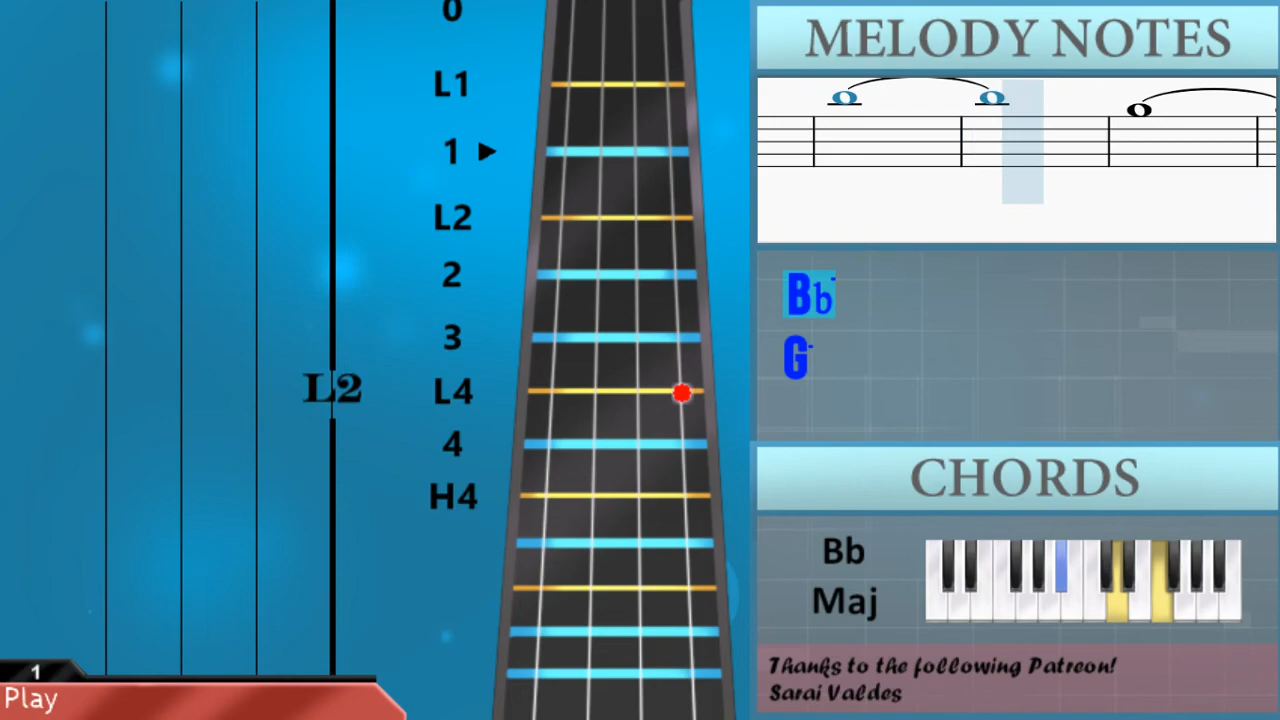 0
L1
1
L2
2
3
L4
4
H4
L2
1
Play
MELODY NOTES
Bb
G
CHORDS
Bb
Maj
Thanks to the following Patreon!
Sarai Valdes